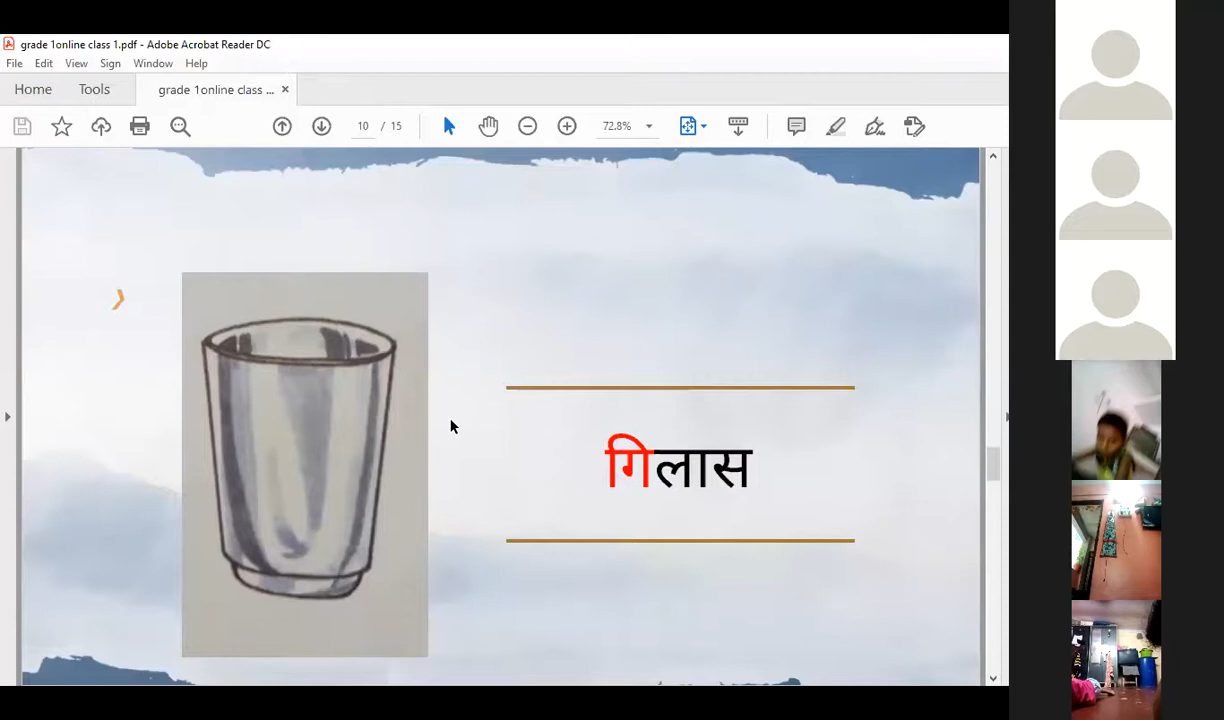 grade 1online class 1.pdf - Adobe Acrobat Reader DC
File Edit View Sign Window Help
Home Tools grade 1online class ... ×
10 / 15 72.8%
गिलास